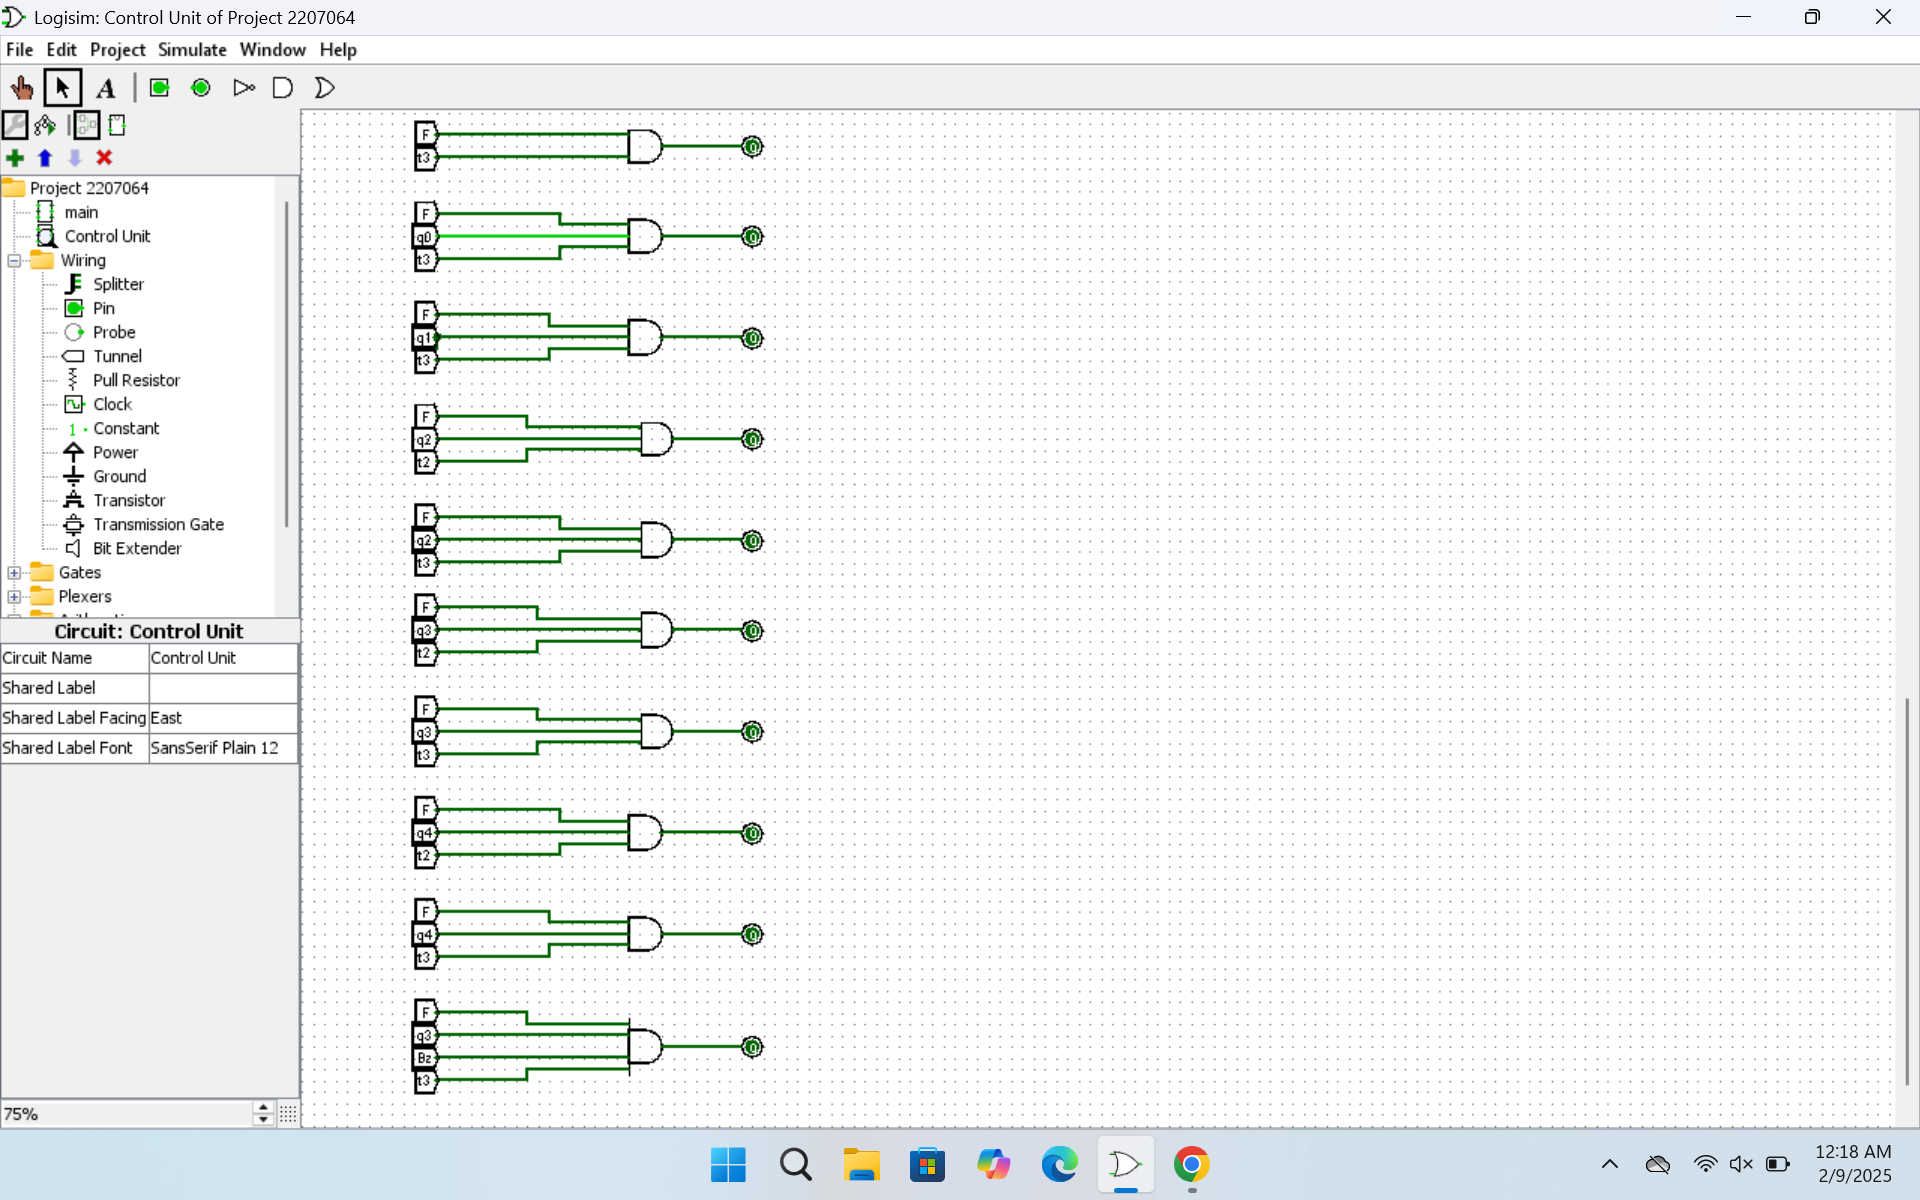 Logisim: Control Unit of Project 2207064
File Edit Project Simulate Window Help
A
Project 2207064
main
Control Unit
Wiring
Splitter
Pin
Probe
Tunnel
Pull Resistor
Clock
1 Constant
Power
Ground
Transistor
Transmission Gate
Bit Extender
Gates
Plexers
Circuit: Control Unit
Circuit Name Control Unit
Shared Label
Shared Label Facing East
Shared Label Font SansSerif Plain 12
75%
F
t3
0
F
q0
t3
0
F
q1
t3
0
F
q2
t2
0
F
q2
t3
0
F
q3
t2
0
F
q3
t3
0
F
q4
t2
0
F
q4
t3
0
F
q3
Bz
t3
0
12:18 AM
2/9/2025